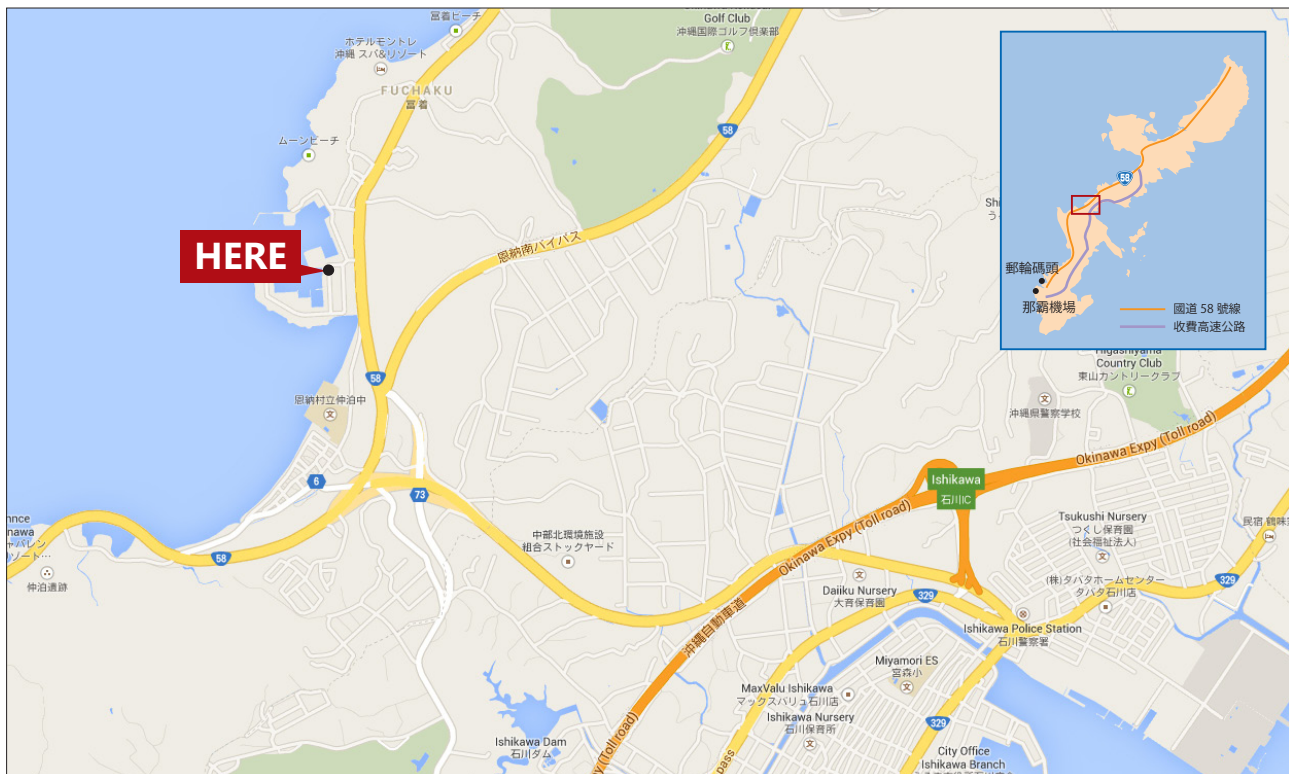 富着ビーチ
Golf Club
沖縄国際ゴルフ倶楽部
ホテルモントレ
沖縄 スパ&リゾート
FUCHAKU
富着
58
ムーンビーチ
58
恩納南バイパス
HERE
郵輪碼頭
那霸機場
國道 58 號線
收費高速公路
Higashiyama
Country Club
東山カントリークラブ
58
恩納村立仲泊中
沖縄県警察学校
Okinawa Expy (Toll road)
6
73
Ishikawa
石川IC
Okinawa Expy (Toll road)
中部北環境施設
組合ストックヤード
Tsukushi Nursery
つくし保育園
(社会福祉法人)
58
仲泊遺跡
Daiiku Nursery
大育保育園
329
(株)タバタホームセンター
タバタ石川店
329
沖縄自動車道
Ishikawa Police Station
石川警察署
Miyamori ES
宮森小
MaxValu Ishikawa
マックスバリュ石川店
Ishikawa Nursery
石川保育所
329
Ishikawa Dam
石川ダム
City Office
Ishikawa Branch